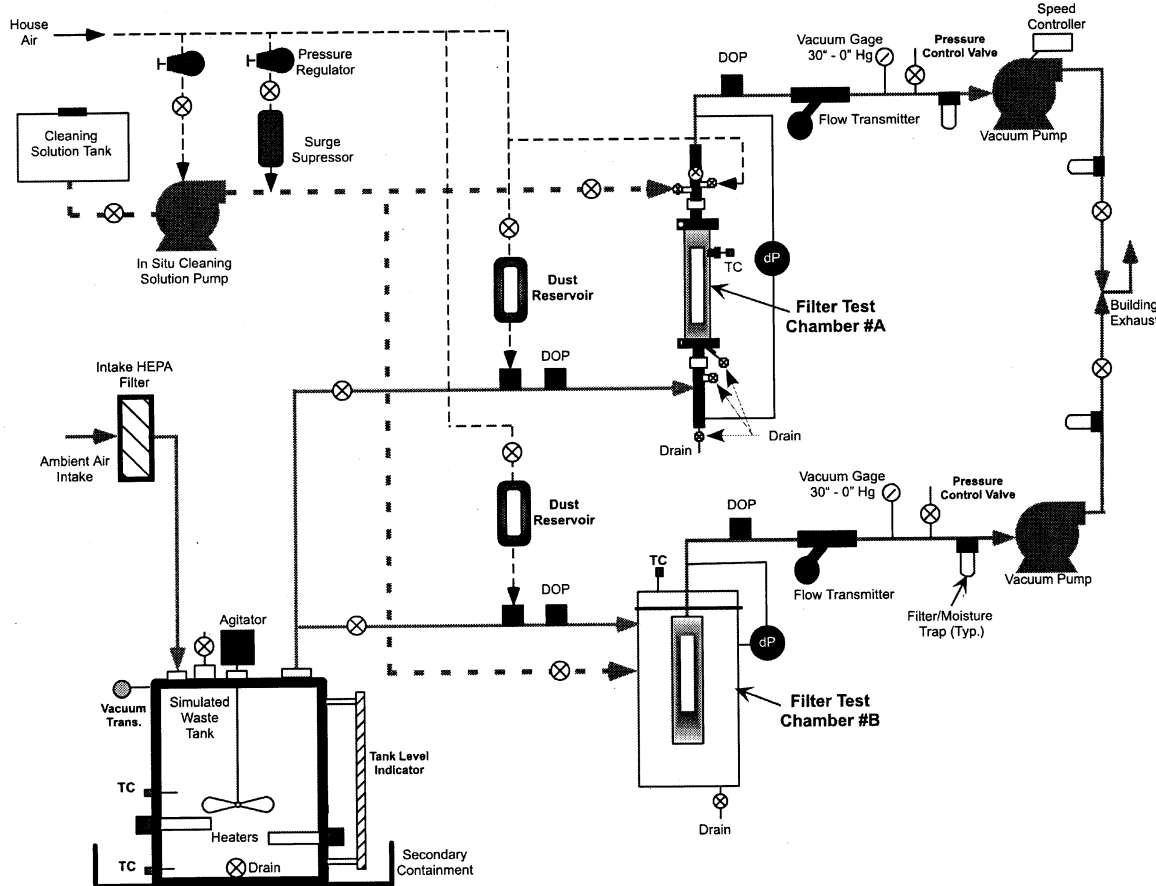 House
Air
Pressure
Regulator
Cleaning
Solution Tank
Surge
Supressor
In Situ Cleaning
Solution Pump
Dust
Reservoir
DOP
DOP
Vacuum Gage
30" - 0" Hg
Pressure
Control Valve
Speed
Controller
Flow Transmitter
Vacuum Pump
TC
dP
Filter Test
Chamber #A
Building
Exhaust
Drain
Drain
Intake HEPA
Filter
Ambient Air
Intake
Dust
Reservoir
DOP
DOP
Vacuum Gage
30" - 0" Hg
Pressure
Control Valve
TC
Flow Transmitter
Vacuum Pump
Filter/Moisture
Trap (Typ.)
dP
Filter Test
Chamber #B
Drain
Agitator
Vacuum
Trans.
Simulated
Waste
Tank
Tank Level
Indicator
TC
Heaters
TC
Drain
Secondary
Containment